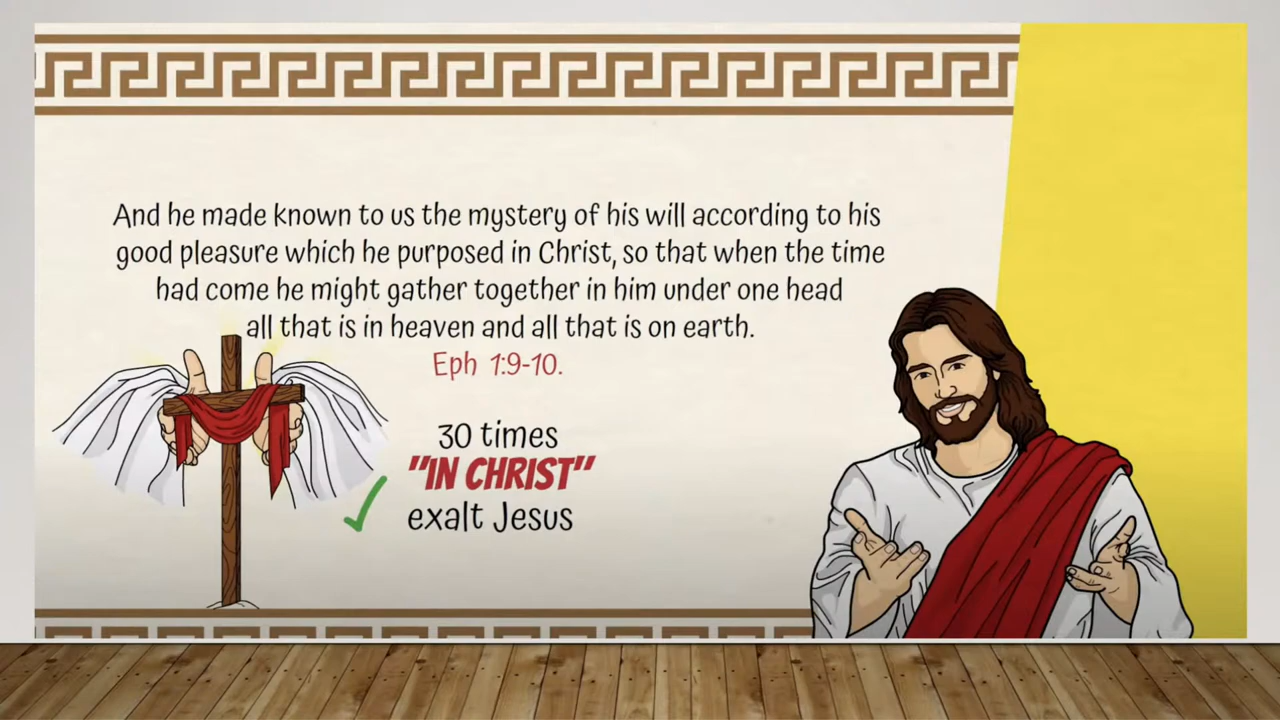 And he made known to us the mystery of his will according to his
good pleasure which he purposed in Christ, so that when the time
had come he might gather together in him under one head
all that is in heaven and all that is on earth.
Eph 1:9-10.
30 times
"IN CHRIST"
exalt Jesus